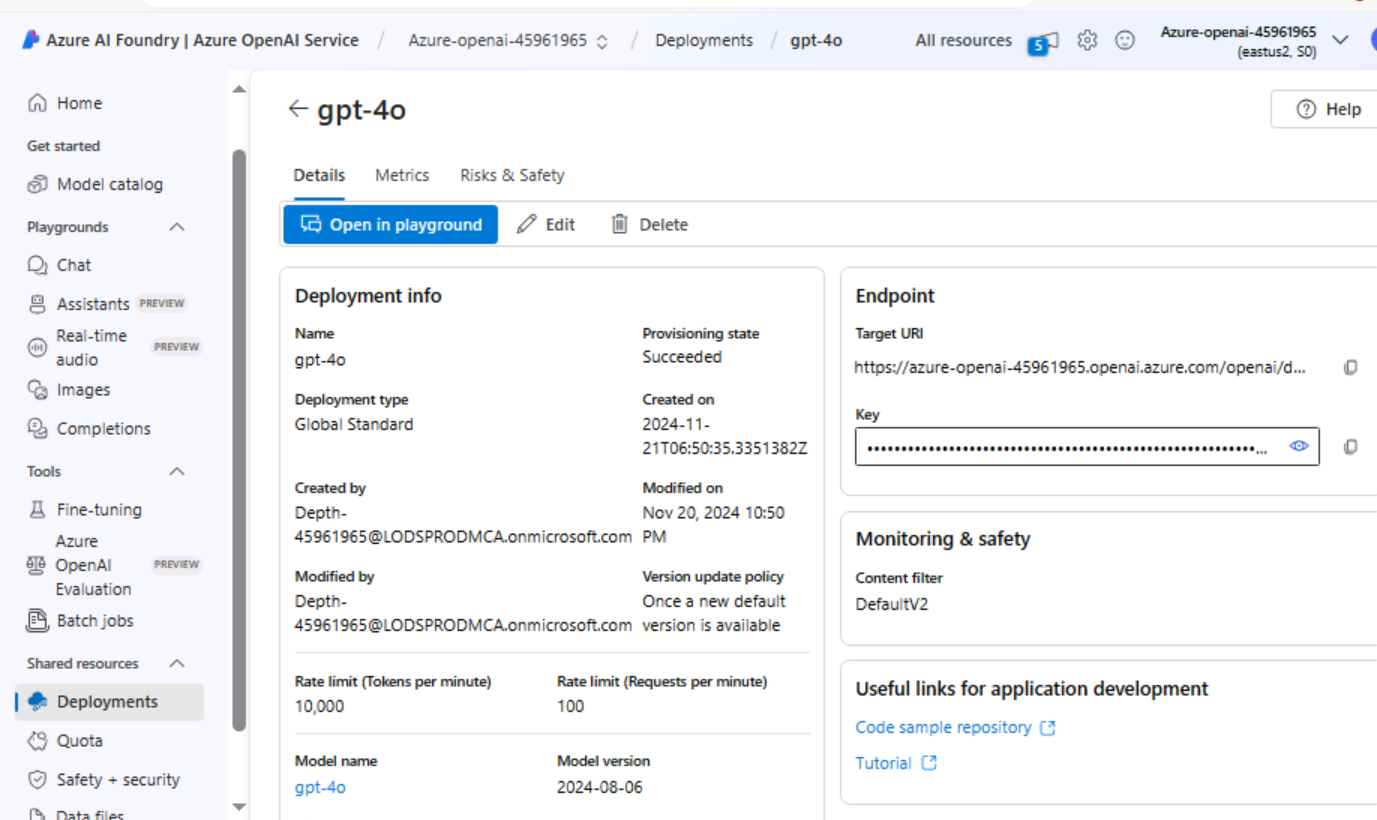 Azure AI Foundry | Azure OpenAI Service / Azure-openai-45961965 / Deployments / gpt-4o All resources 5 Azure-openai-45961965
(eastus2, S0)
Home
Get started
Model catalog
Playgrounds
Chat
Assistants PREVIEW
Real-time
audio PREVIEW
Images
Completions
Tools
Fine-tuning
Azure
OpenAI PREVIEW
Evaluation
Batch jobs
Shared resources
Deployments
Quota
Safety + security
Data files
gpt-4o
Help
Details Metrics Risks & Safety
Open in playground Edit Delete
Deployment info
Name
gpt-4o
Provisioning state
Succeeded
Deployment type
Global Standard
Created on
2024-11-
21T06:50:35.3351382Z
Created by
Depth-
45961965@LODSPRODMCA.onmicrosoft.com
Modified on
Nov 20, 2024 10:50
PM
Modified by
Depth-
45961965@LODSPRODMCA.onmicrosoft.com
Version update policy
Once a new default
version is available
Rate limit (Tokens per minute)
10,000
Rate limit (Requests per minute)
100
Model name
gpt-4o
Model version
2024-08-06
Endpoint
Target URI
https://azure-openai-45961965.openai.azure.com/openai/d...
Key
Monitoring & safety
Content filter
DefaultV2
Useful links for application development
Code sample repository
Tutorial